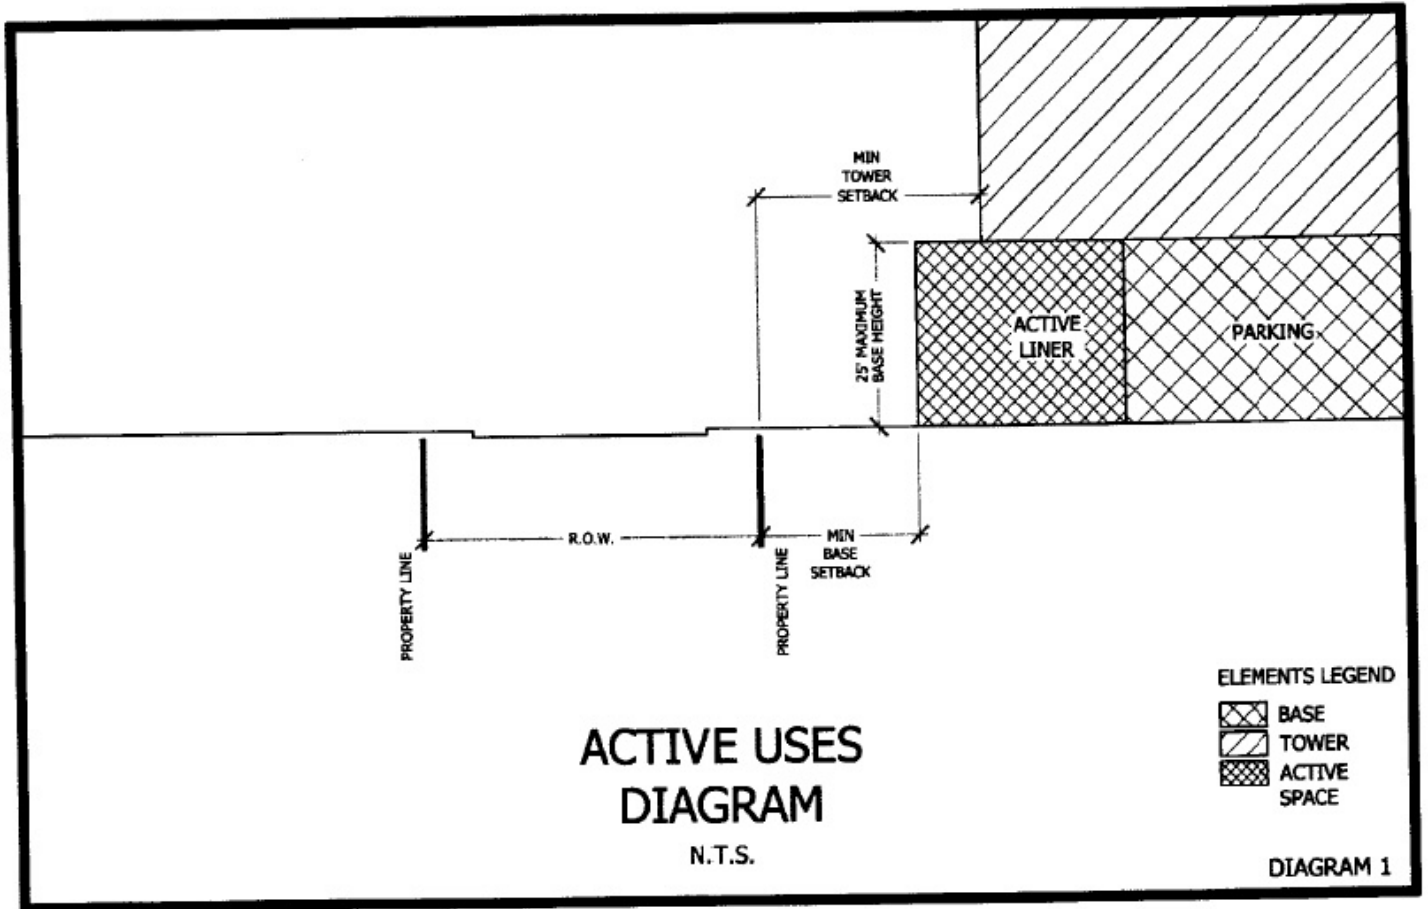 MIN
TOWER
SETBACK
25' MAXIMUM
BASE HEIGHT
ACTIVE
LINER
PARKING
R.O.W.
MIN
BASE
SETBACK
PROPERTY LINE
PROPERTY LINE
ELEMENTS LEGEND
BASE
TOWER
ACTIVE
SPACE
ACTIVE USES
DIAGRAM
N.T.S.
DIAGRAM 1